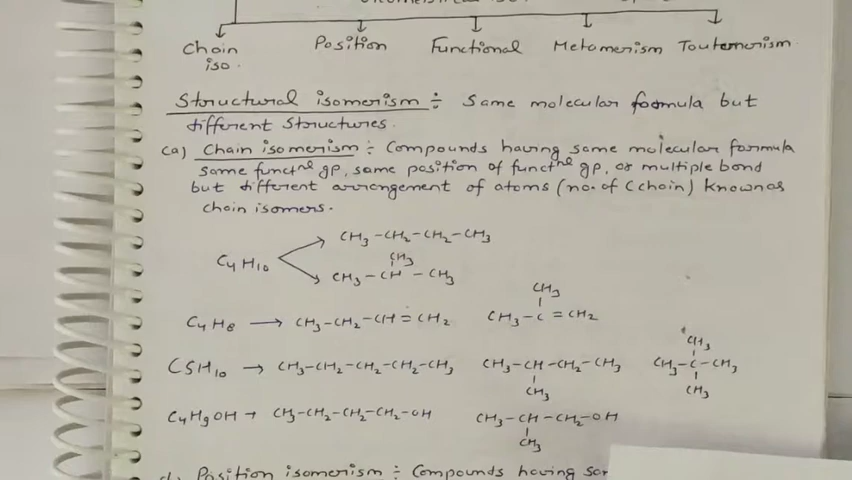 Chain Position Functional Metamerism Toutemerism
iso.
Structural isomerism ÷ Same molecular formula but
different Structures.
(a) Chain isomerism ÷ Compounds having same molecular formula
same functnal gp, same position of functnal gp, or multiple bond
but different arrangement of atoms (no. of C chain) Known as
chain isomers.
CH3-CH2-CH2-CH3
C4H10
CH3
CH3-CH-CH3
CH3
C4H8 → CH3-CH2-CH=CH2 CH3-C=CH2
CH3
C5H10 → CH3-CH2-CH2-CH2-CH3 CH3-CH-CH2-CH3 CH3-C-CH3
CH3 CH3
C4H9OH → CH3-CH2-CH2-CH2-OH CH3-CH-CH2-OH
CH3
Position isomerism ÷ Compounds having